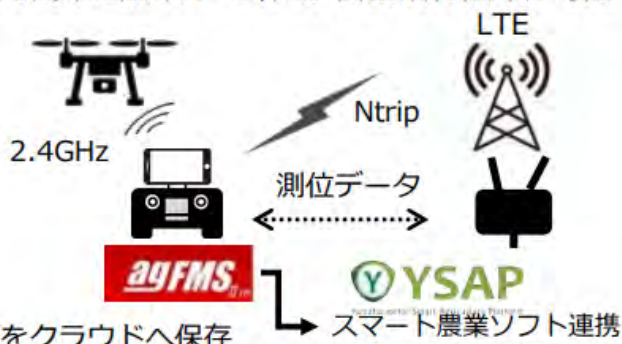 LTE
2.4GHz
Ntrip
測位データ
agFMS
YSAP
をクラウドへ保存
スマート農業ソフト連携